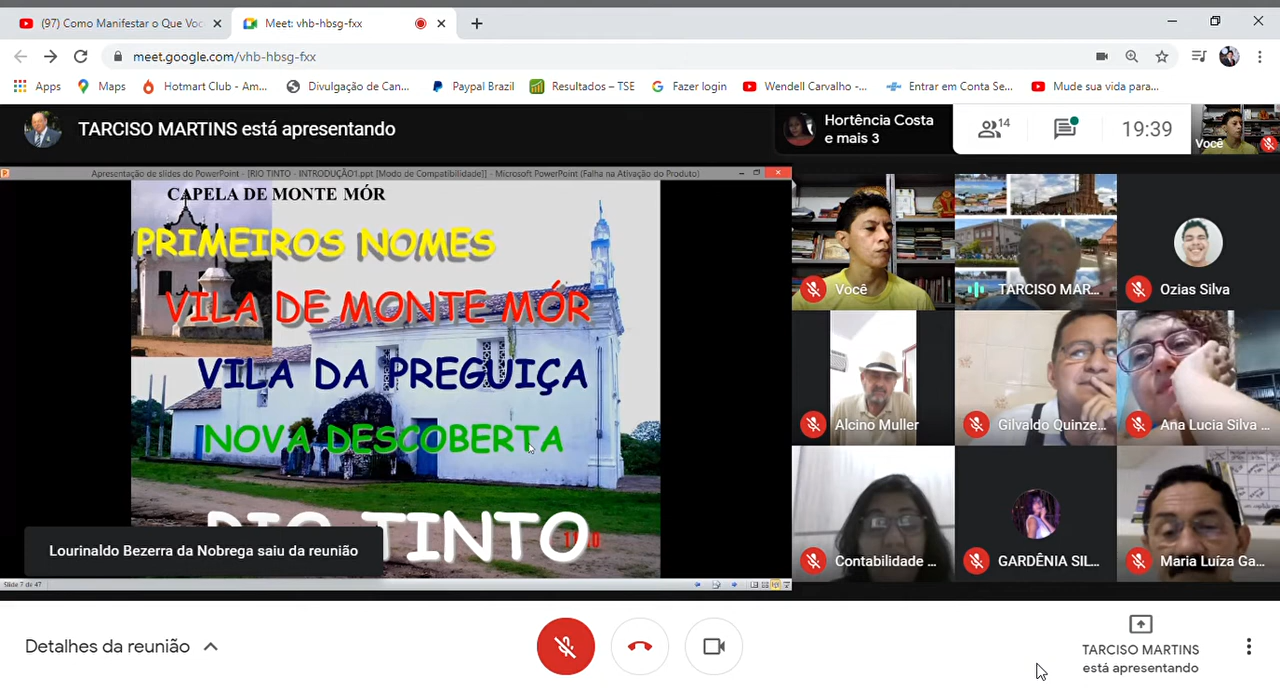 (97) Como Manifestar o Que Voc
Meet: vhb-hbsg-fxx
meet.google.com/vhb-hbsg-fxx
Apps
Maps
Hotmart Club - Am...
Divulgação de Can...
Paypal Brazil
Resultados – TSE
Fazer login
Wendell Carvalho -...
Entrar em Conta Se...
Mude sua vida para...
TARCISO MARTINS está apresentando
Hortência Costa
e mais 3
14
19:39
Você
Apresentação de slides do PowerPoint - [RIO TINTO - INTRODUÇÃO1.ppt [Modo de Compatibilidade]] - Microsoft PowerPoint (Falha na Ativação do Produto)
CAPELA DE MONTE MÓR
PRIMEIROS NOMES
VILA DE MONTE MÓR
VILA DA PREGUIÇA
NOVA DESCOBERTA
RIO TINTO
Lourinaldo Bezerra da Nobrega saiu da reunião
Slide 7 de 47
Você
TARCISO MAR...
Ozias Silva
Alcino Muller
Gilvaldo Quinze...
Ana Lucia Silva ...
Contabilidade ...
GARDÊNIA SIL...
Maria Luíza Ga...
Detalhes da reunião
TARCISO MARTINS
está apresentando